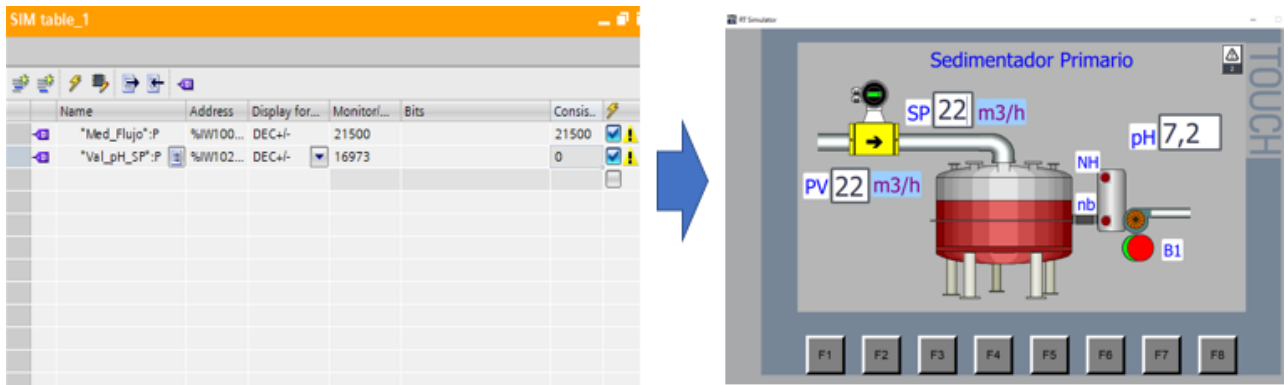 SIM table_1
Name Address Display for... Monitor/... Bits Consis..
"Med_Flujo":P %IW100... DEC+/- 21500 21500
"Val_pH_SP":P %IW102... DEC+/- 16973 0
RT Simulator
Sedimentador Primario
SP 22 m3/h
pH 7,2
PV 22 m3/h
NH
nb
B1
TOUCH
F1 F2 F3 F4 F5 F6 F7 F8